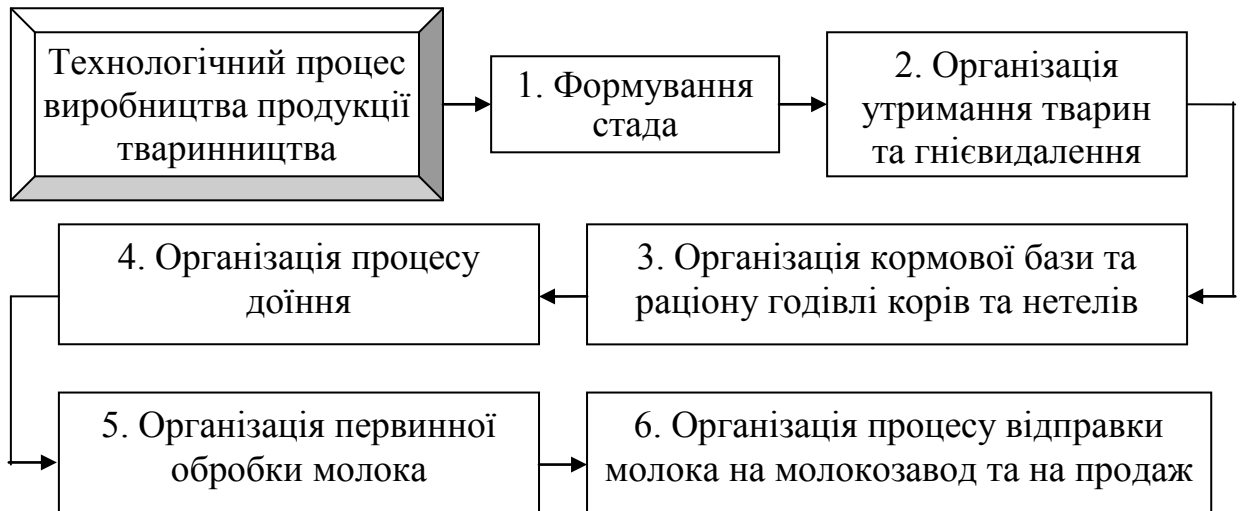 Технологічний процес
виробництва продукції
тваринництва
1. Формування
стада
2. Організація
утримання тварин
та гнієвидалення
3. Організація кормової бази та
раціону годівлі корів та нетелів
4. Організація процесу
доїння
5. Організація первинної
обробки молока
6. Організація процесу відправки
молока на молокозавод та на продаж